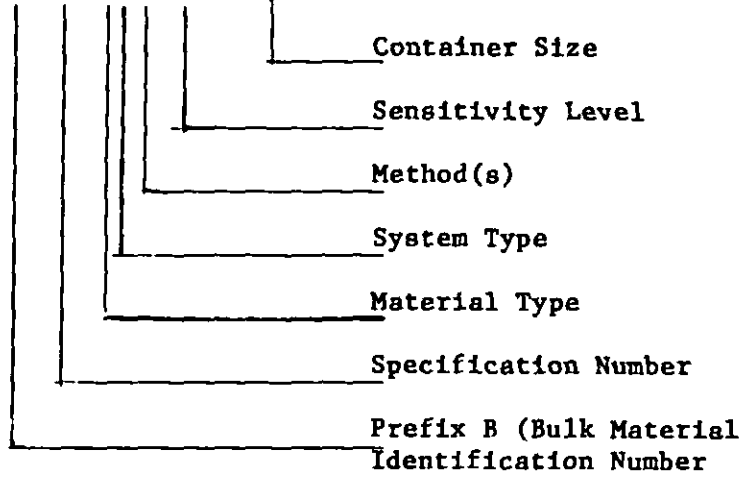 Container Size
Sensitivity Level
Method(s)
System Type
Material Type
Specification Number
Prefix B (Bulk Material
Identification Number